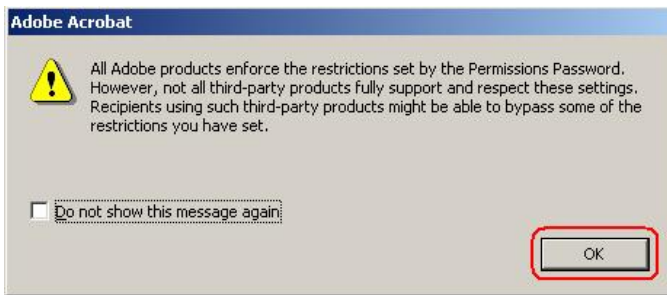 Adobe Acrobat
All Adobe products enforce the restrictions set by the Permissions Password.
However, not all third-party products fully support and respect these settings.
Recipients using such third-party products might be able to bypass some of the
restrictions you have set.
Do not show this message again
OK